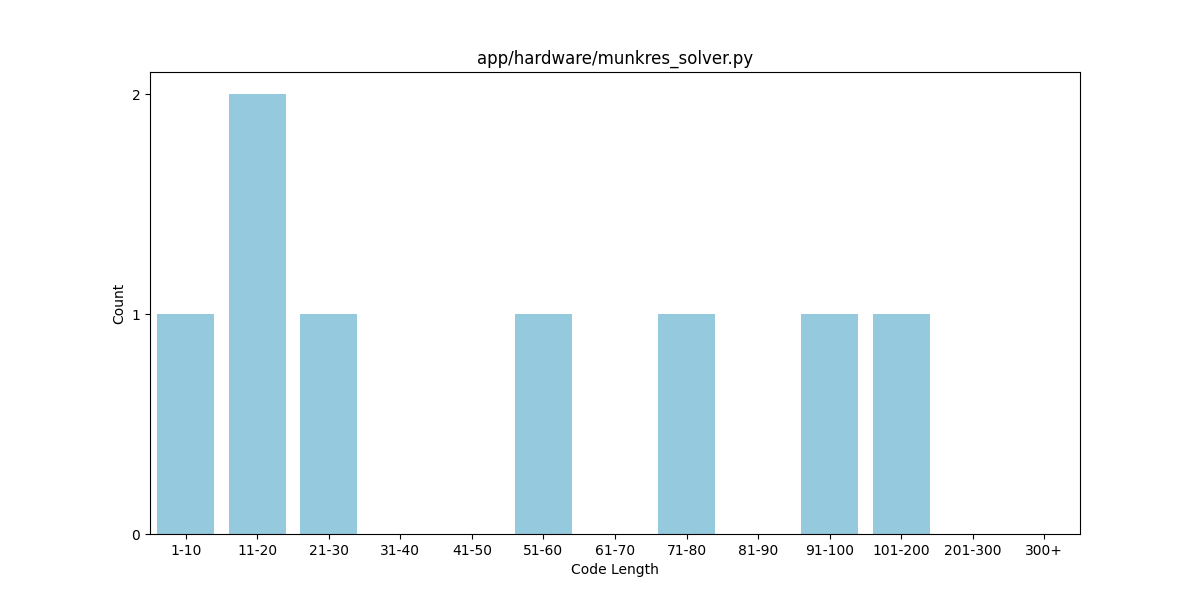 app/hardware/munkres_solver.py
Count
2
1
0
1-10 11-20 21-30 31-40 41-50 51-60 61-70 71-80 81-90 91-100 101-200 201-300 300+
Code Length